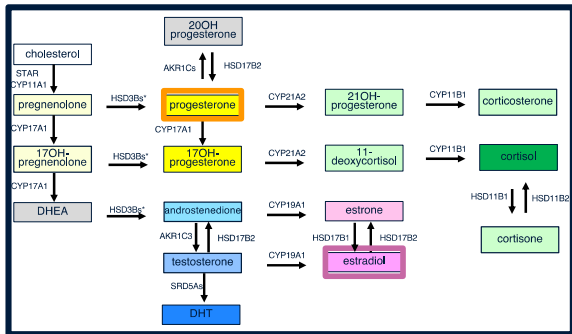 20OH
progesterone
cholesterol
STAR
CYP11A1
AKR1Cs
HSD17B2
pregnenolone
HSD3Bs*
progesterone
CYP21A2
21OH-
progesterone
CYP11B1
corticosterone
CYP17A1
CYP17A1
17OH-
pregnenolone
HSD3Bs*
17OH-
progesterone
CYP21A2
11-
deoxycortisol
CYP11B1
cortisol
CYP17A1
HSD11B1
HSD11B2
DHEA
HSD3Bs*
androstenedione
CYP19A1
estrone
AKR1C3
HSD17B2
HSD17B1
HSD17B2
cortisone
testosterone
CYP19A1
estradiol
SRD5As
DHT